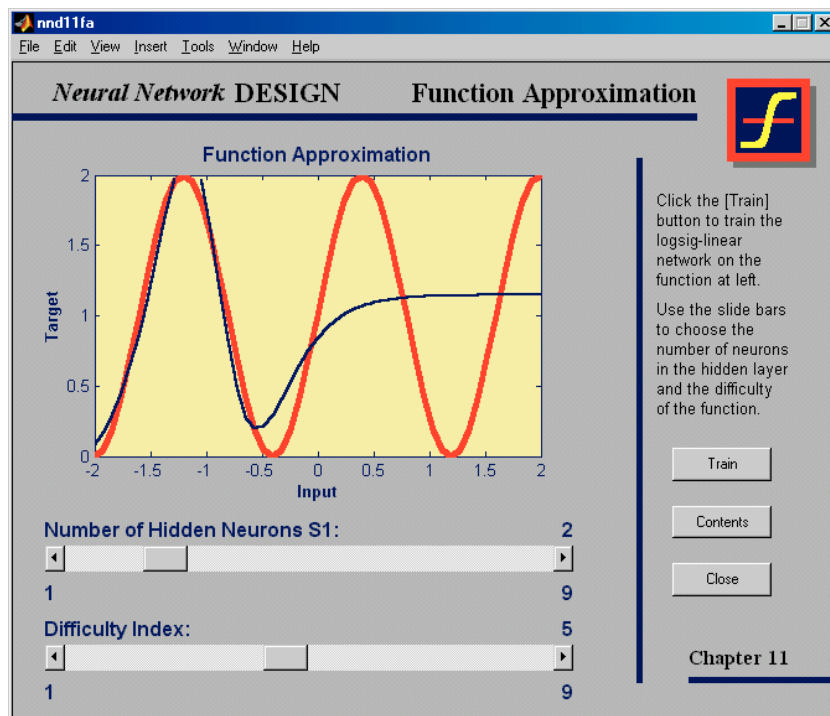 nnd11fa
File Edit View Insert Tools Window Help
Neural Network DESIGN
Function Approximation
Function Approximation
Target
2
1.5
1
0.5
0
-2 -1.5 -1 -0.5 0 0.5 1 1.5 2
Input
Click the [Train]
button to train the
logsig-linear
network on the
function at left.
Use the slide bars
to choose the
number of neurons
in the hidden layer
and the difficulty
of the function.
Train
Contents
Close
Number of Hidden Neurons S1: 2
1 9
Difficulty Index: 5
1 9
Chapter 11